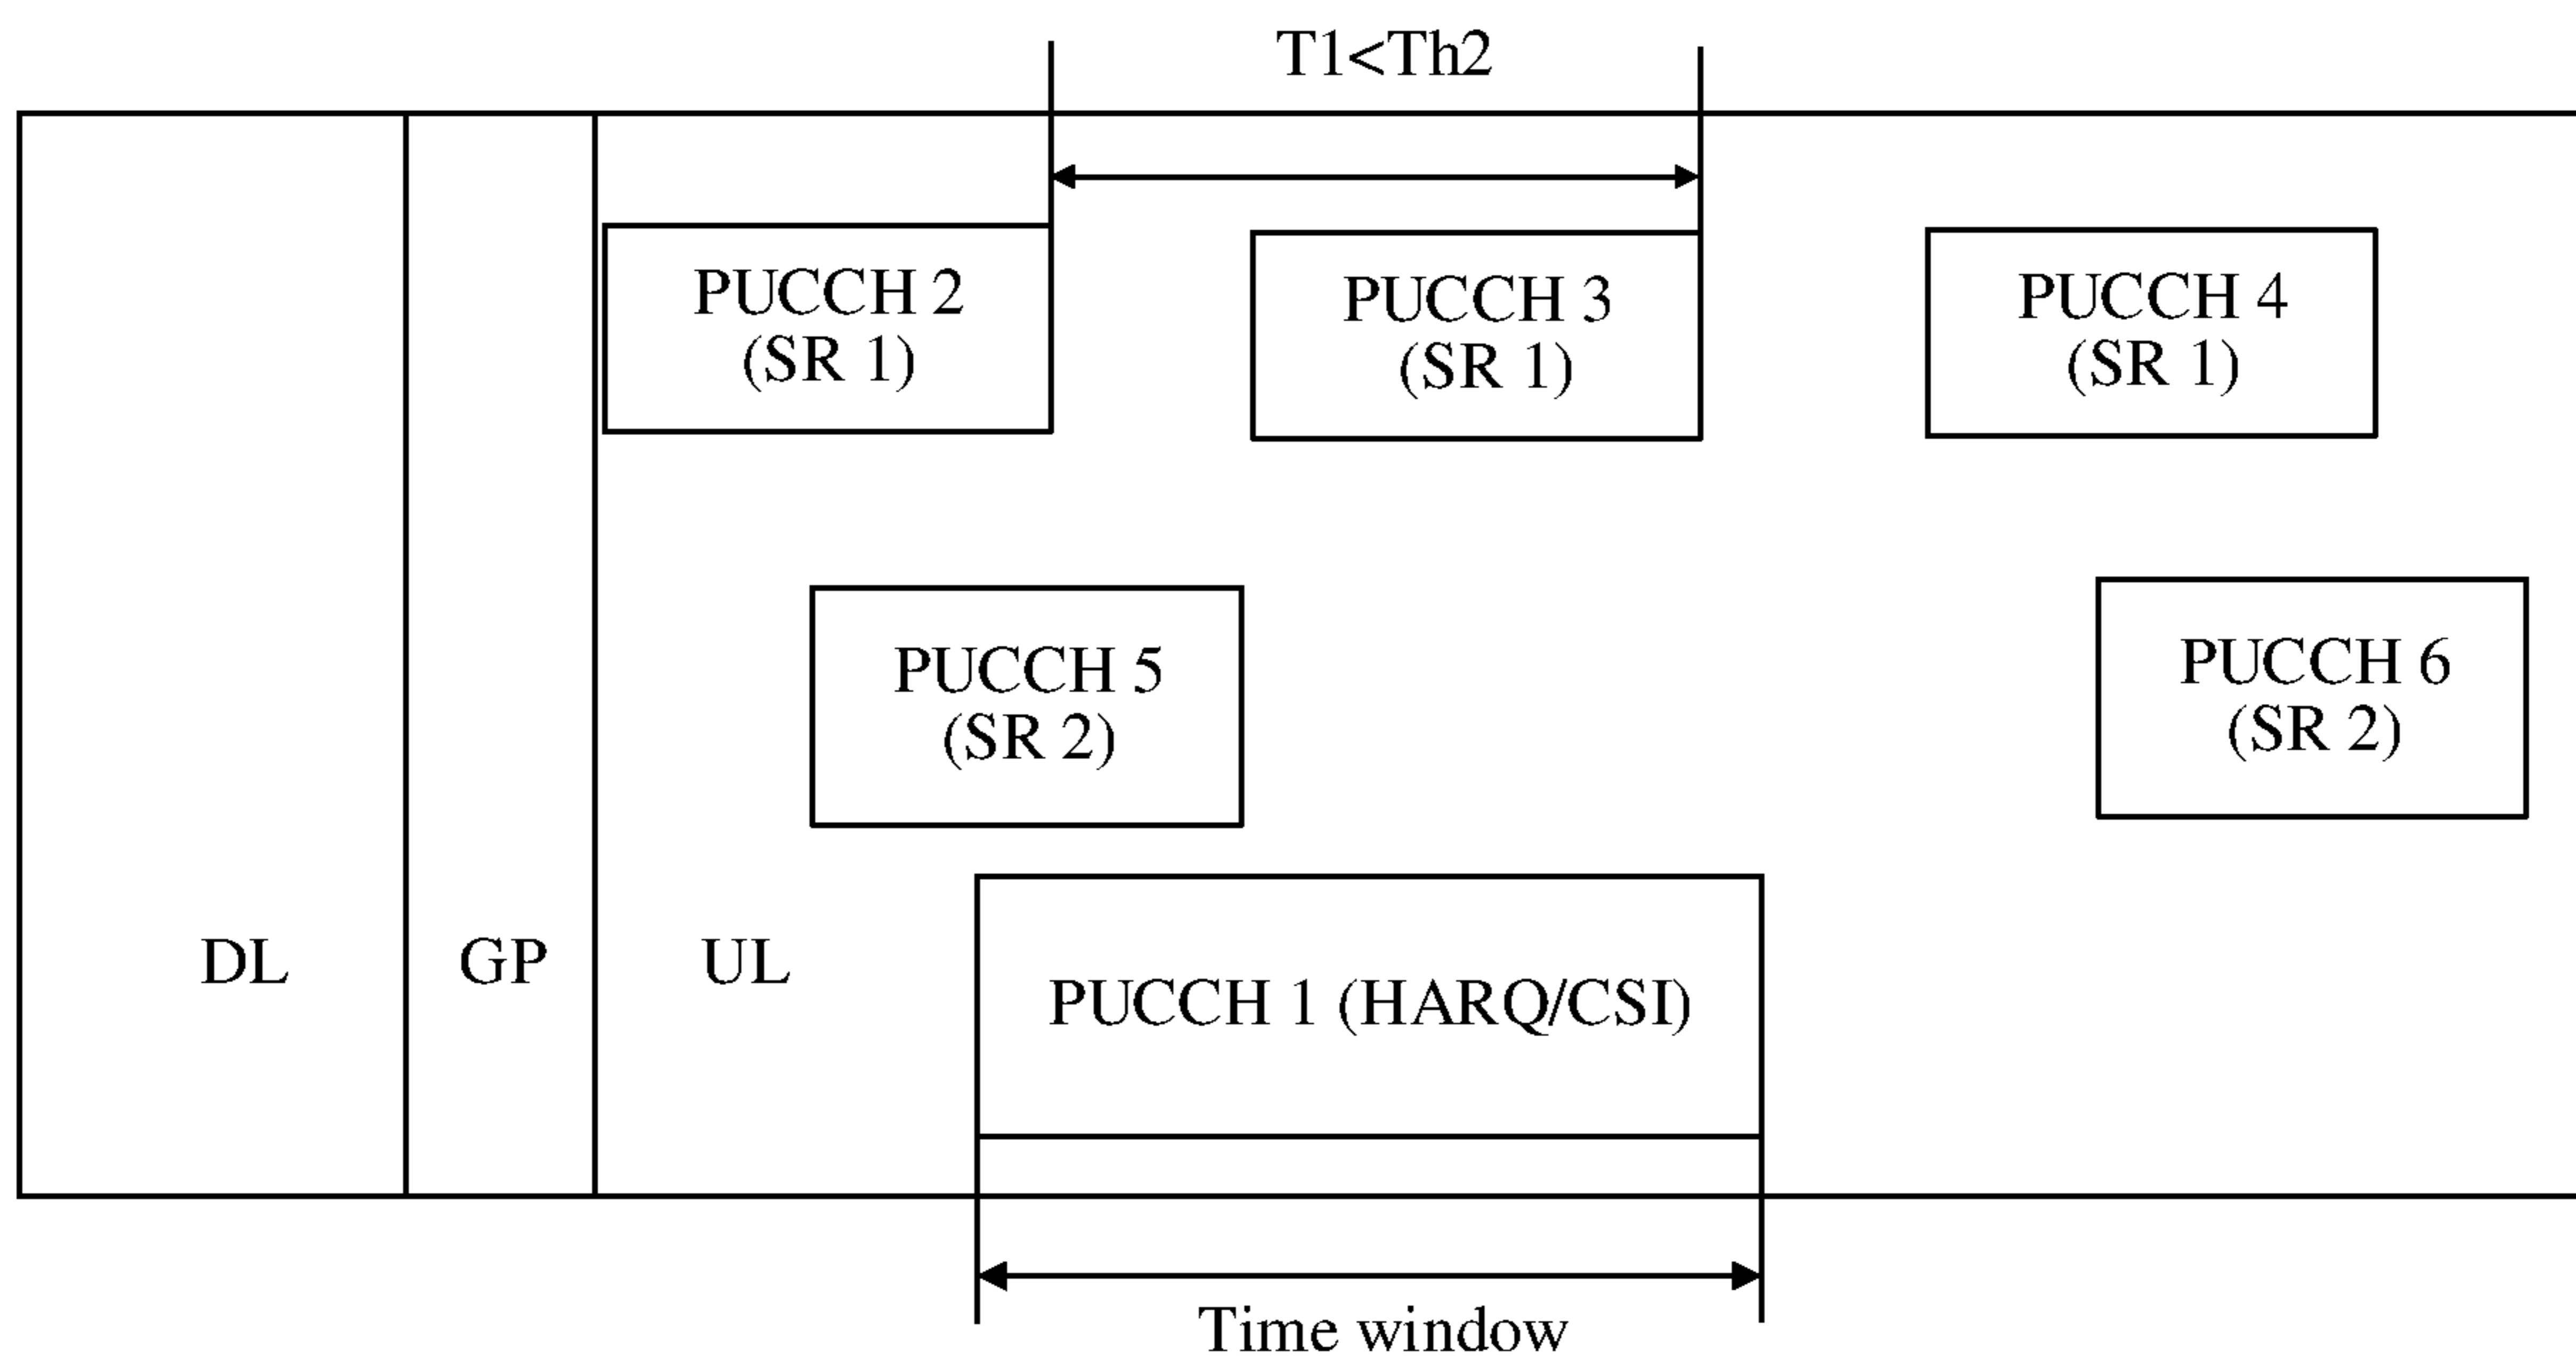 T1<Th2
PUCCH 2
(SR 1)
PUCCH 3
(SR 1)
PUCCH 4
(SR 1)
PUCCH 5
(SR 2)
PUCCH 6
(SR 2)
DL
GP
UL
PUCCH 1 (HARQ/CSI)
Time window